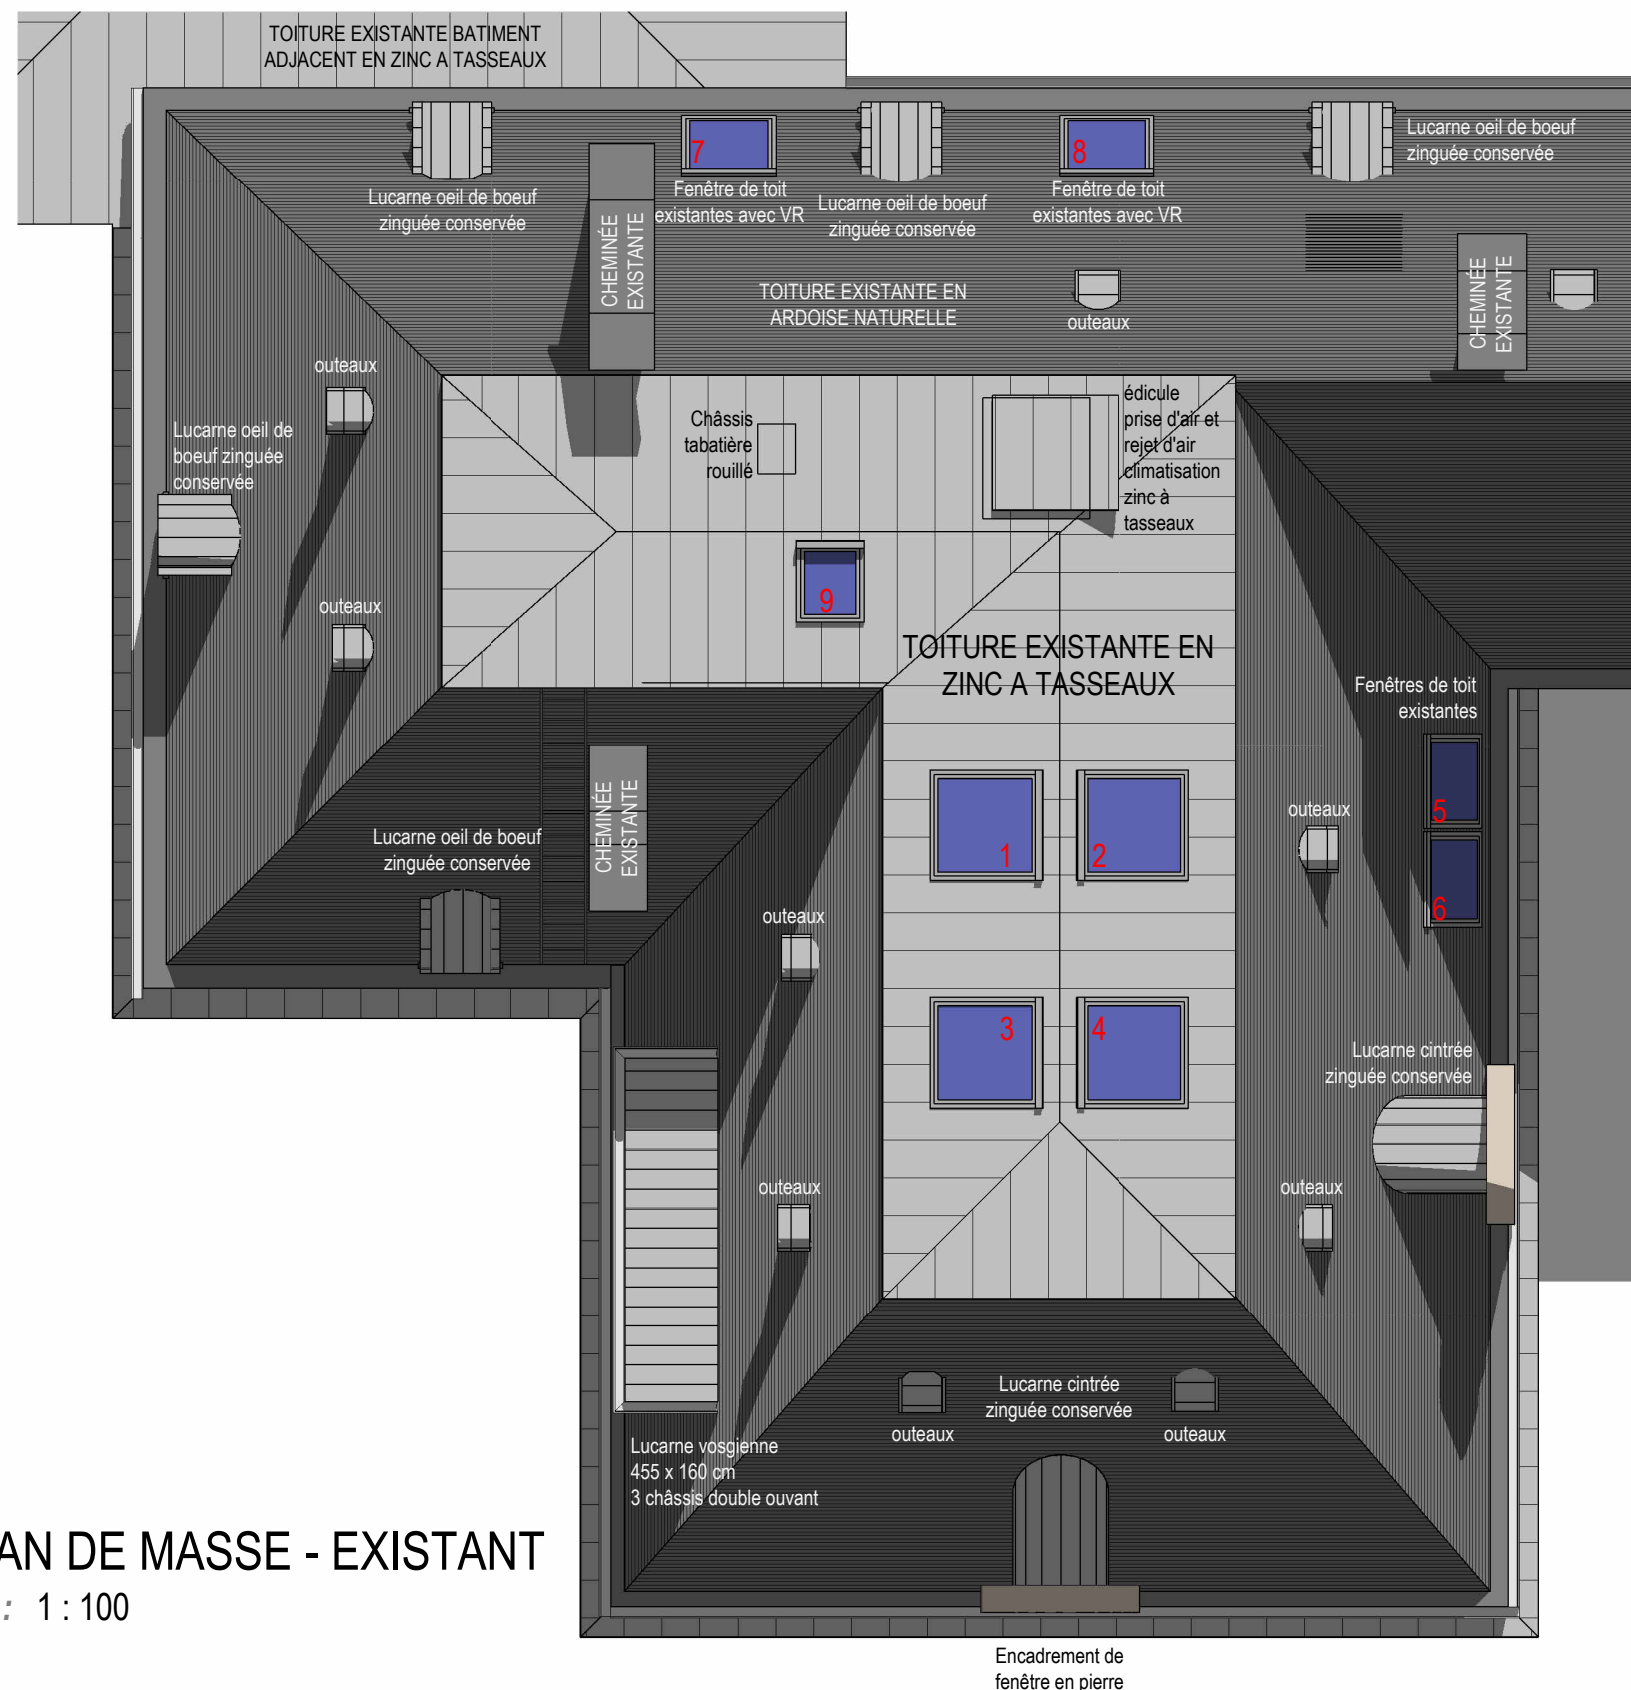 TOITURE EXISTANTE BATIMENT
ADJACENT EN ZINC A TASSEAUX
Lucarne oeil de boeuf
zinguée conservée
7
Fenêtre de toit
existantes avec VR
Lucarne oeil de boeuf
zinguée conservée
8
Fenêtre de toit
existantes avec VR
Lucarne oeil de boeuf
zinguée conservée
CHEMINÉE
EXISTANTE
TOITURE EXISTANTE EN
ARDOISE NATURELLE
outeaux
CHEMINÉE
EXISTANTE
outeaux
Lucarne oeil de
boeuf zinguée
conservée
Châssis
tabatière
rouillé
édicule
prise d'air et
rejet d'air
climatisation
zinc à
tasseaux
outeaux
9
TOITURE EXISTANTE EN
ZINC A TASSEAUX
Fenêtres de toit
existantes
5
6
1
2
outeaux
CHEMINÉE
EXISTANTE
Lucarne oeil de boeuf
zinguée conservée
outeaux
3
4
Lucarne cintrée
zinguée conservée
outeaux
outeaux
Lucarne cintrée
zinguée conservée
outeaux
outeaux
Lucarne vosgienne
455 x 160 cm
3 châssis double ouvant
AN DE MASSE - EXISTANT
: 1 : 100
Encadrement de
fenêtre en pierre